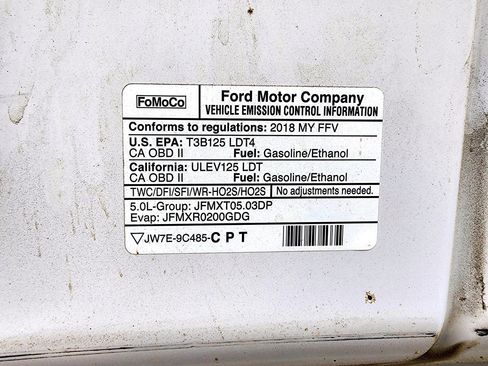 FoMoCo
Ford Motor Company
VEHICLE EMISSION CONTROL INFORMATION
Conforms to regulations: 2018 MY FFV
U.S. EPA: T3B125 LDT4
CA OBD II Fuel: Gasoline/Ethanol
California: ULEV125 LDT
CA OBD II Fuel: Gasoline/Ethanol
TWC/DFI/SFI/WR-HO2S/HO2S No adjustments needed.
5.0L-Group: JFMXT05.03DP
Evap: JFMXR0200GDG
JW7E-9C485-C P T